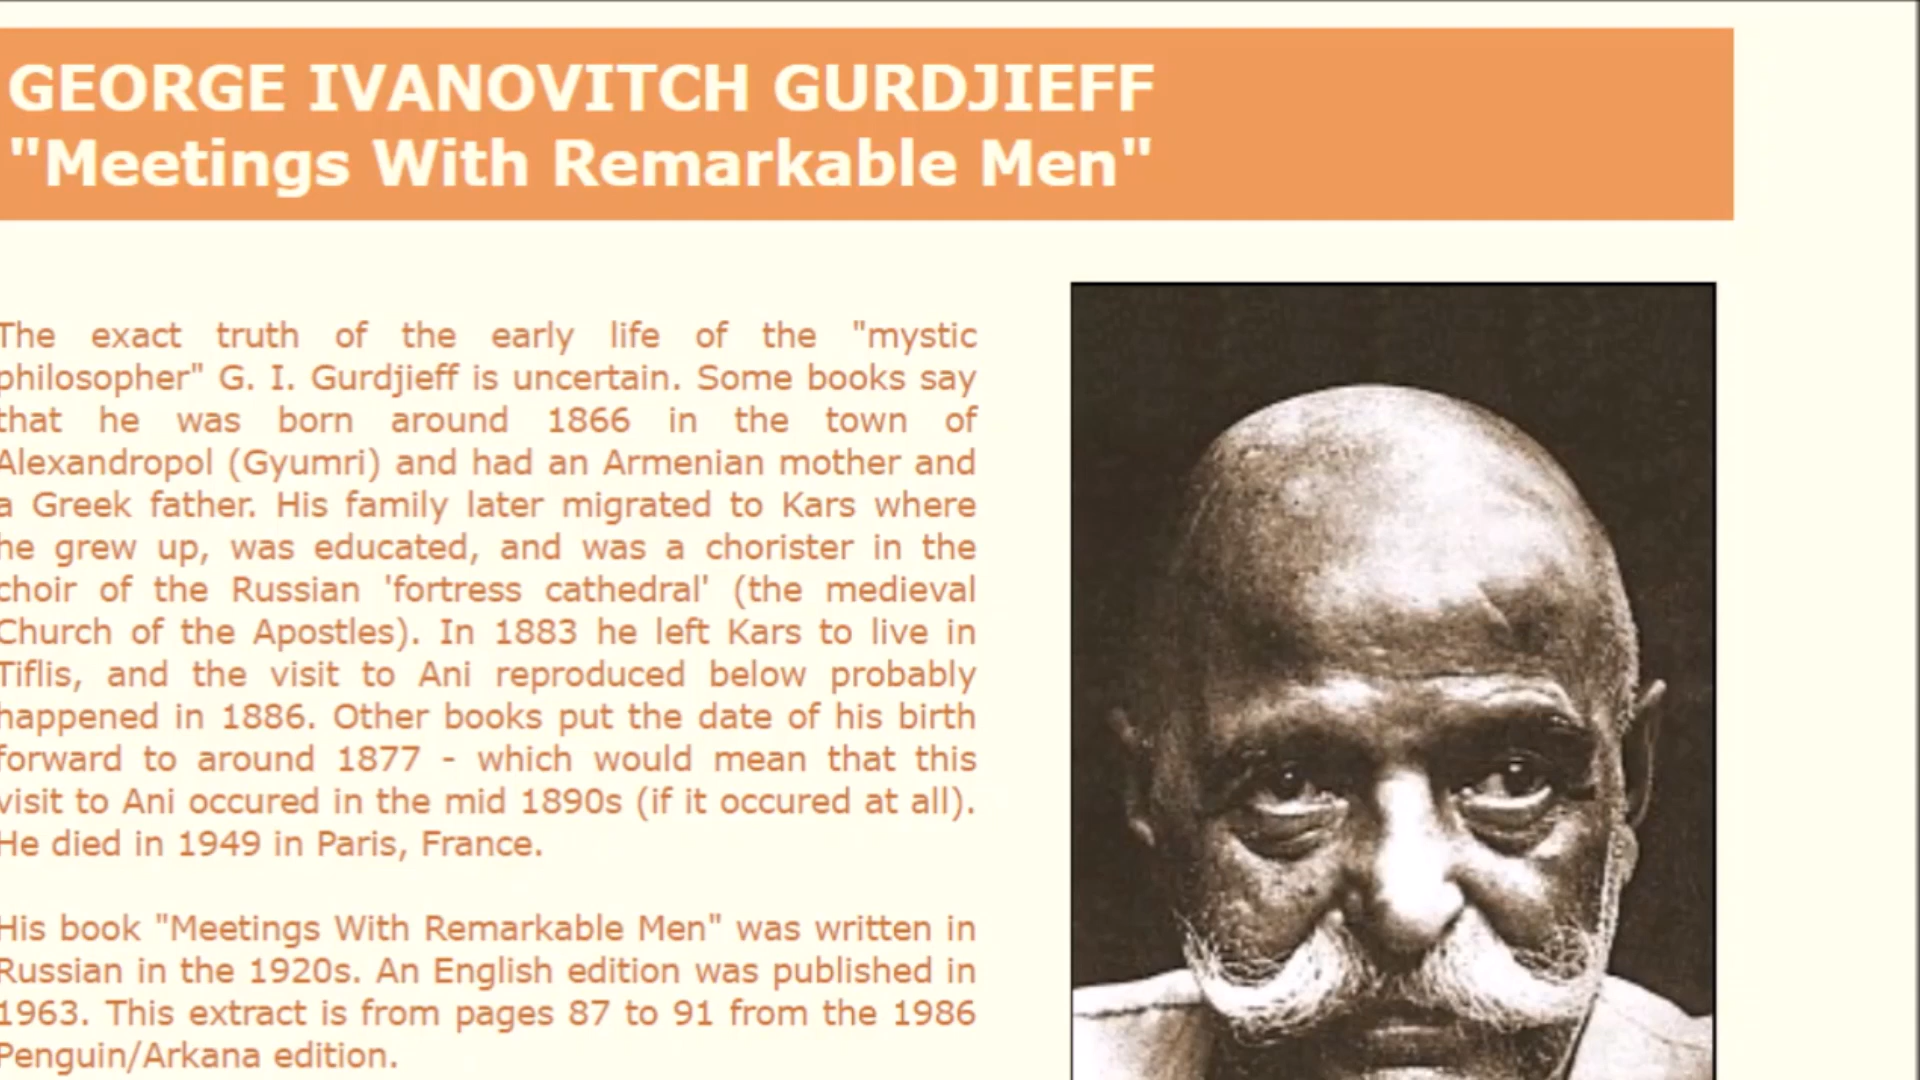 GEORGE IVANOVITCH GURDJIEFF
"Meetings With Remarkable Men"
The exact truth of the early life of the "mystic
philosopher" G. I. Gurdjieff is uncertain. Some books say
that he was born around 1866 in the town of
Alexandropol (Gyumri) and had an Armenian mother and
a Greek father. His family later migrated to Kars where
he grew up, was educated, and was a chorister in the
choir of the Russian 'fortress cathedral' (the medieval
Church of the Apostles). In 1883 he left Kars to live in
Tiflis, and the visit to Ani reproduced below probably
happened in 1886. Other books put the date of his birth
forward to around 1877 - which would mean that this
visit to Ani occured in the mid 1890s (if it occured at all).
He died in 1949 in Paris, France.
His book "Meetings With Remarkable Men" was written in
Russian in the 1920s. An English edition was published in
1963. This extract is from pages 87 to 91 from the 1986
Penguin/Arkana edition.